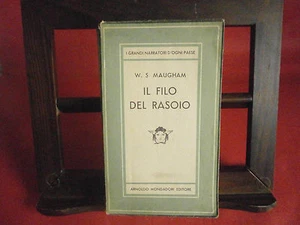 I GRANDI NARRATORI D'OGNI PAESE
W. S MAUGHAM
IL FILO
DEL RASOIO
ARNOLDO MONDADORI EDITORE